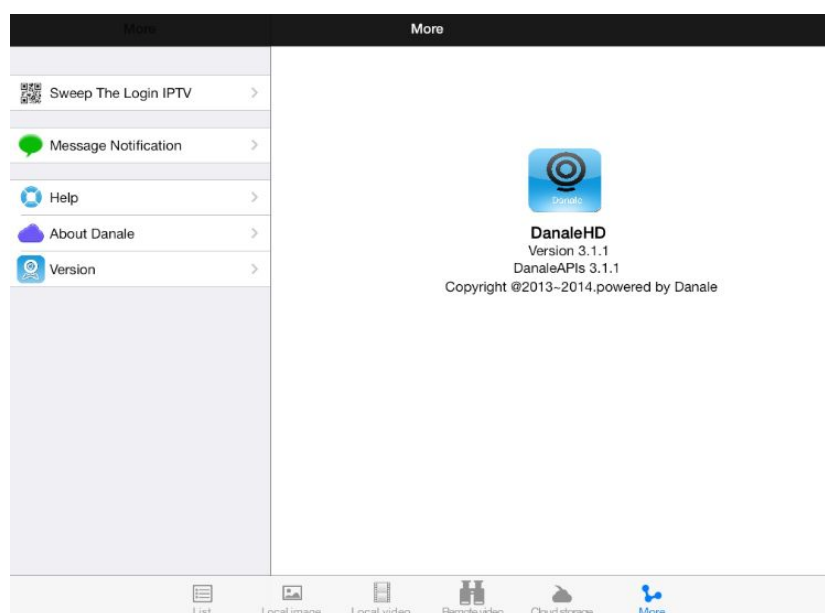 More
More
Sweep The Login IPTV
Message Notification
Help
About Danale
Version
Danale
DanaleHD
Version 3.1.1
DanaleAPIs 3.1.1
Copyright @2013~2014.powered by Danale
List
Local image
Local video
Remote video
Cloud storage
More